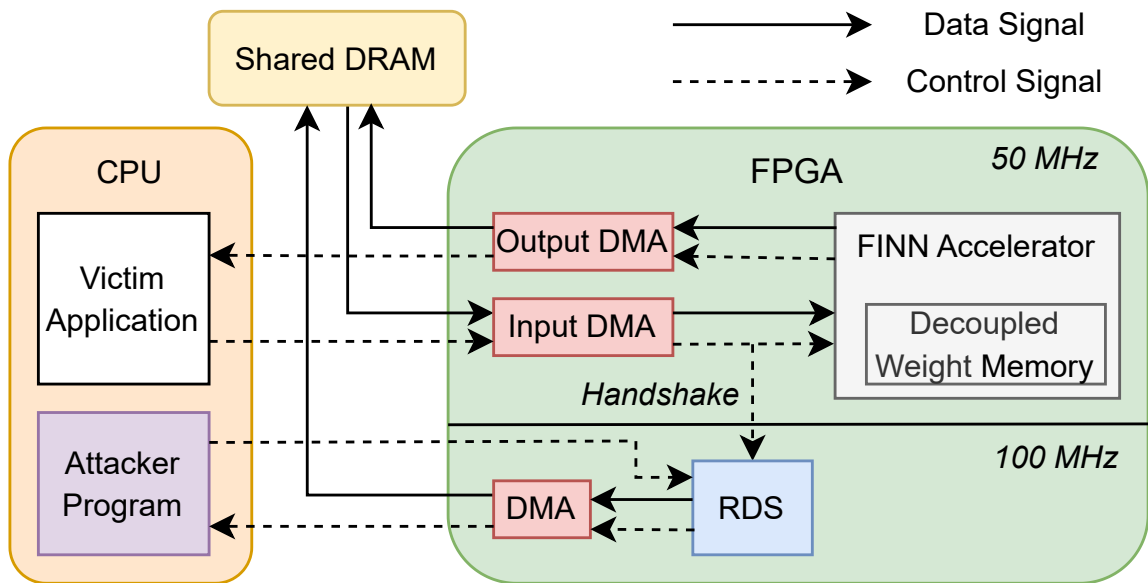 Shared DRAM
Data Signal
Control Signal
CPU
FPGA
50 MHz
Victim
Application
Output DMA
FINN Accelerator
Input DMA
Decoupled
Weight Memory
Handshake
100 MHz
Attacker
Program
DMA
RDS